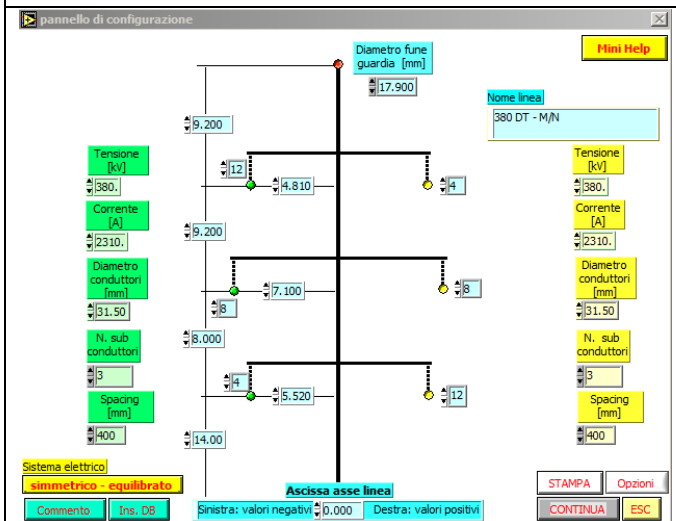 pannello di configurazione
Mini Help
Diametro fune
guardia [mm]
17.900
Nome linea
380 DT - M/N
9.200
Tensione
[kV]
380.
12
4.810
4
Tensione
[kV]
380.
Corrente
[A]
2310.
9.200
Corrente
[A]
2310.
Diametro
conduttori
[mm]
31.50
7.100
8
8
Diametro
conduttori
[mm]
31.50
N. sub
conduttori
3
8.000
N. sub
conduttori
3
4
5.520
12
Spacing
[mm]
400
14.00
Spacing
[mm]
400
Sistema elettrico
simmetrico - equilibrato
Ascissa asse linea
STAMPA
Opzioni
Commento
Ins. DB
Sinistra: valori negativi
0.000
Destra: valori positivi
CONTINUA
ESC